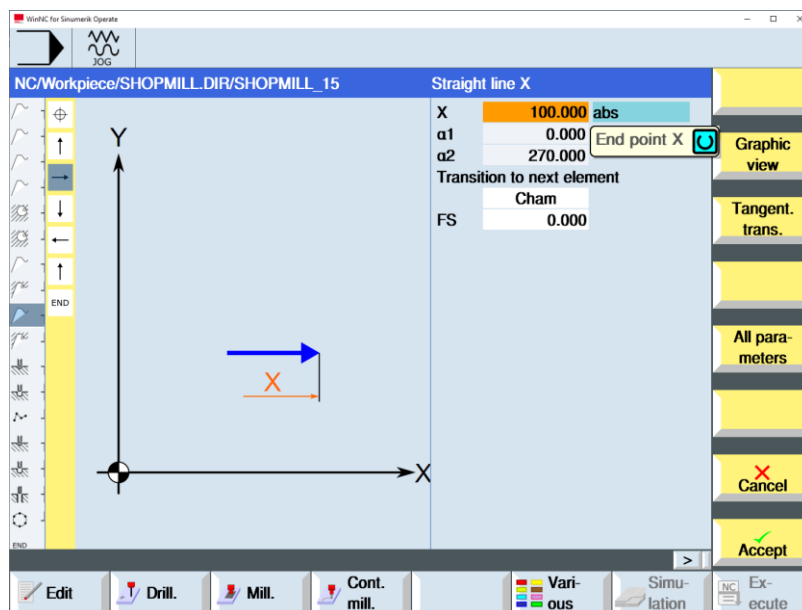 WinNC for Sinumerik Operate
JOG
NC/Workpiece/SHOPMILL.DIR/SHOPMILL_15
Straight line X
X 100.000 abs
α1 0.000
End point X
α2 270.000
Transition to next element
Cham
FS 0.000
END
END
Y
X
X
Graphic
view
Tangent.
trans.
All para-
meters
Cancel
Accept
>
Edit
Drill.
Mill.
Cont.
mill.
Vari-
ous
Simu-
lation
NC
Ex-
ecute